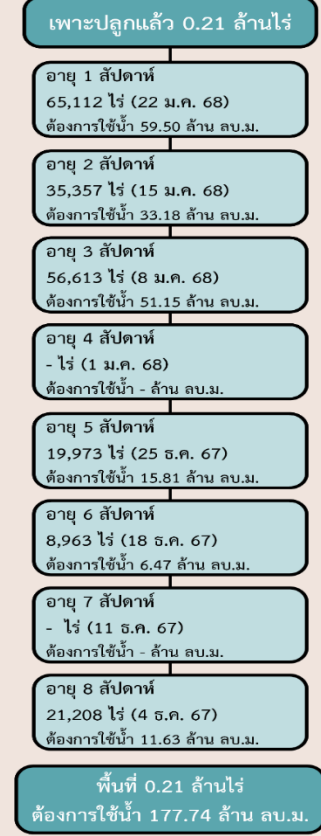 เพาะปลูกแล้ว 0.21 ล้านไร่
อายุ 1 สัปดาห์
65,112 ไร่ (22 ม.ค. 68)
ต้องการใช้น้ำ 59.50 ล้าน ลบ.ม.
อายุ 2 สัปดาห์
35,357 ไร่ (15 ม.ค. 68)
ต้องการใช้น้ำ 33.18 ล้าน ลบ.ม.
อายุ 3 สัปดาห์
56,613 ไร่ (8 ม.ค. 68)
ต้องการใช้น้ำ 51.15 ล้าน ลบ.ม.
อายุ 4 สัปดาห์
- ไร่ (1 ม.ค. 68)
ต้องการใช้น้ำ - ล้าน ลบ.ม.
อายุ 5 สัปดาห์
19,973 ไร่ (25 ธ.ค. 67)
ต้องการใช้น้ำ 15.81 ล้าน ลบ.ม.
อายุ 6 สัปดาห์
8,963 ไร่ (18 ธ.ค. 67)
ต้องการใช้น้ำ 6.47 ล้าน ลบ.ม.
อายุ 7 สัปดาห์
- ไร่ (11 ธ.ค. 67)
ต้องการใช้น้ำ - ล้าน ลบ.ม.
อายุ 8 สัปดาห์
21,208 ไร่ (4 ธ.ค. 67)
ต้องการใช้น้ำ 11.63 ล้าน ลบ.ม.
พื้นที่ 0.21 ล้านไร่
ต้องการใช้น้ำ 177.74 ล้าน ลบ.ม.